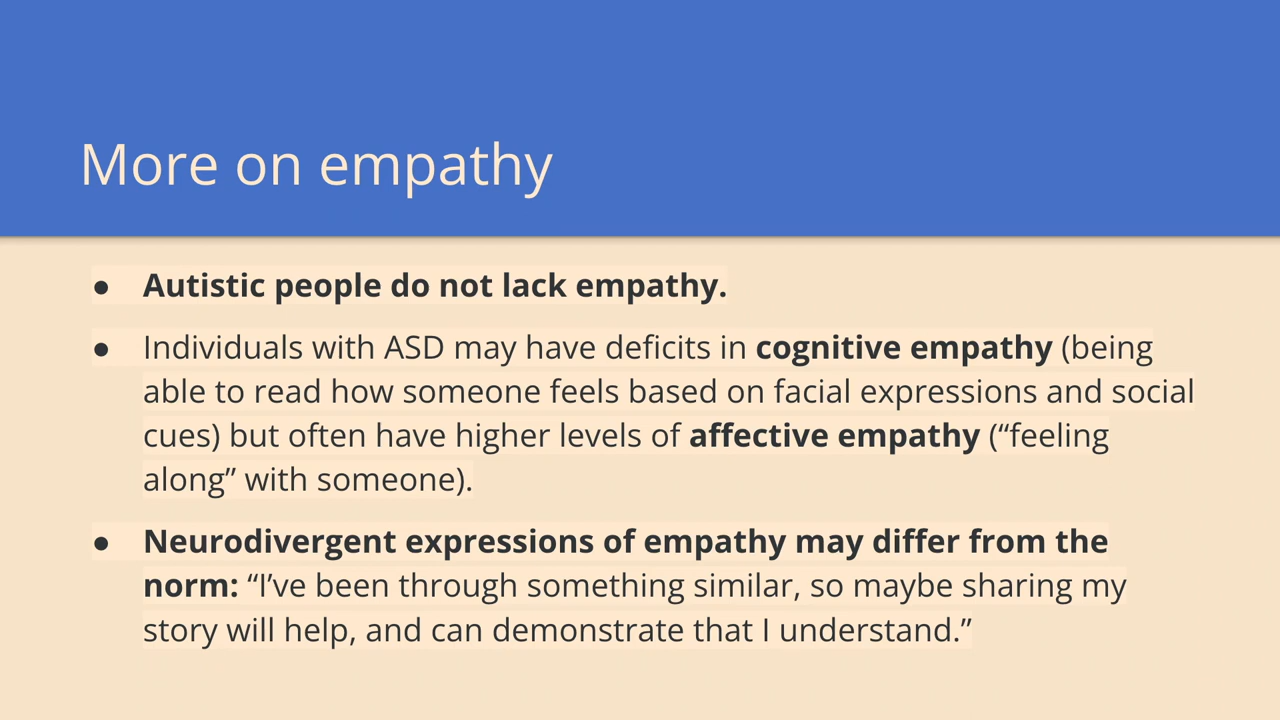 More on empathy
● Autistic people do not lack empathy.
● Individuals with ASD may have deficits in cognitive empathy (being
able to read how someone feels based on facial expressions and social
cues) but often have higher levels of affective empathy (“feeling
along” with someone).
● Neurodivergent expressions of empathy may differ from the
norm: “I’ve been through something similar, so maybe sharing my
story will help, and can demonstrate that I understand.”